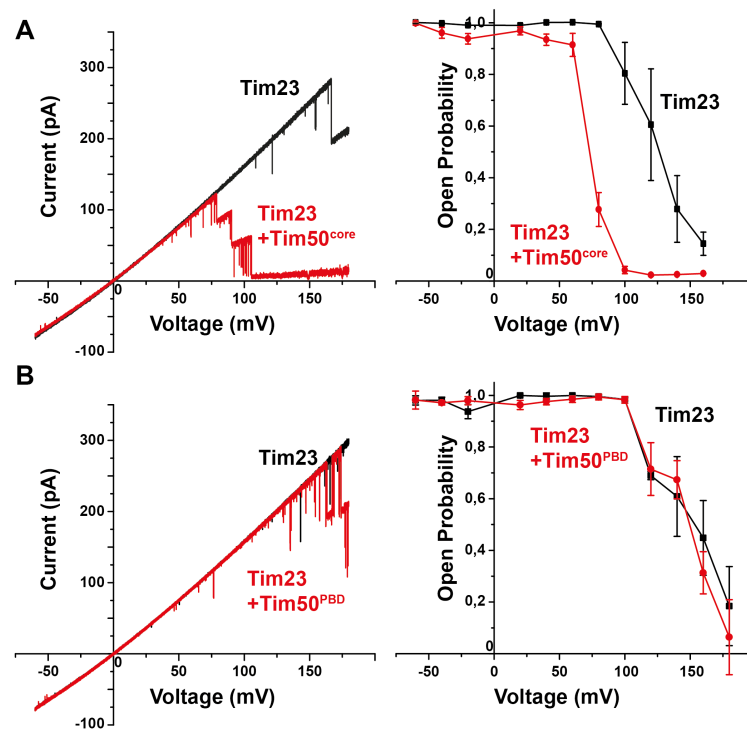 A
Current (pA)
300
200
100
-100
-50
0
50
100
150
Voltage (mV)
Tim23
Tim23
+Tim50core
Open Probability
1,0
0,8
0,6
0,4
0,2
0
-50
0
50
100
150
Voltage (mV)
Tim23
Tim23
+Tim50core
B
Current (pA)
300
200
100
-100
-50
0
50
100
150
Voltage (mV)
Tim23
Tim23
+Tim50PBD
Open Probability
1,0
0,8
0,6
0,4
0,2
0
-50
0
50
100
150
Voltage (mV)
Tim23
Tim23
+Tim50PBD